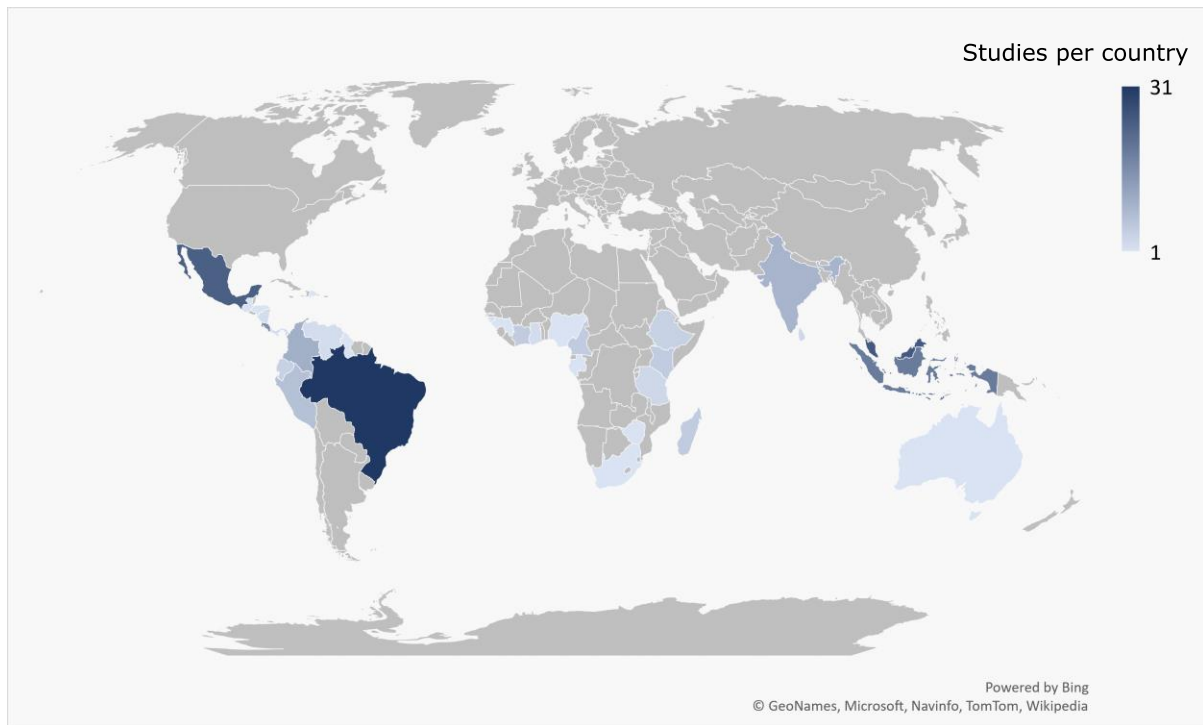 Studies per country
31
1
Powered by Bing
© GeoNames, Microsoft, Navinfo, TomTom, Wikipedia